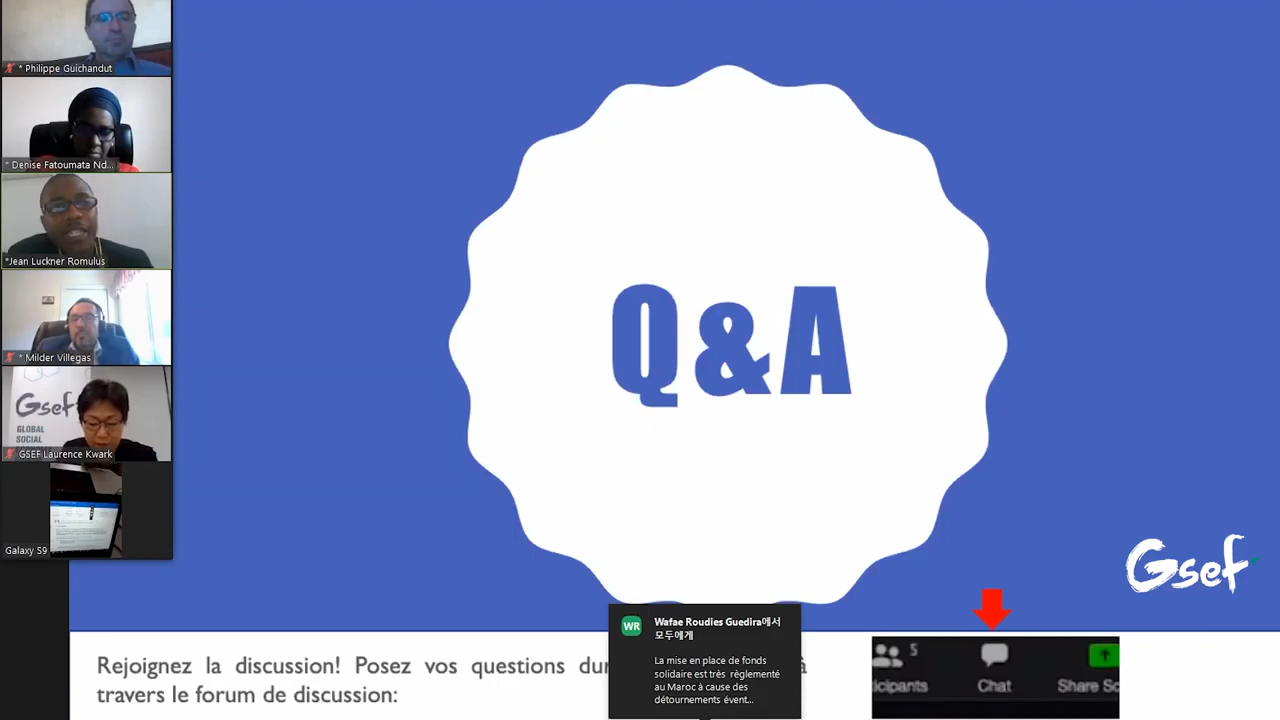 * Philippe Guichandut
* Denise Fatoumata Nd...
*Jean Luckner Romulus
* Milder Villegas
Gsef
GLOBAL
SOCIAL
GSEF Laurence Kwark
Galaxy S9
Q&A
Gsef
Rejoignez la discussion! Posez vos questions
à
travers le forum de discussion:
WR
Wafae Roudies Guedira에서
모두에게
La mise en place de fonds
solidaire est très règlementé
au Maroc à cause des
détournements évent...
5
icipants
Chat
Share Sc